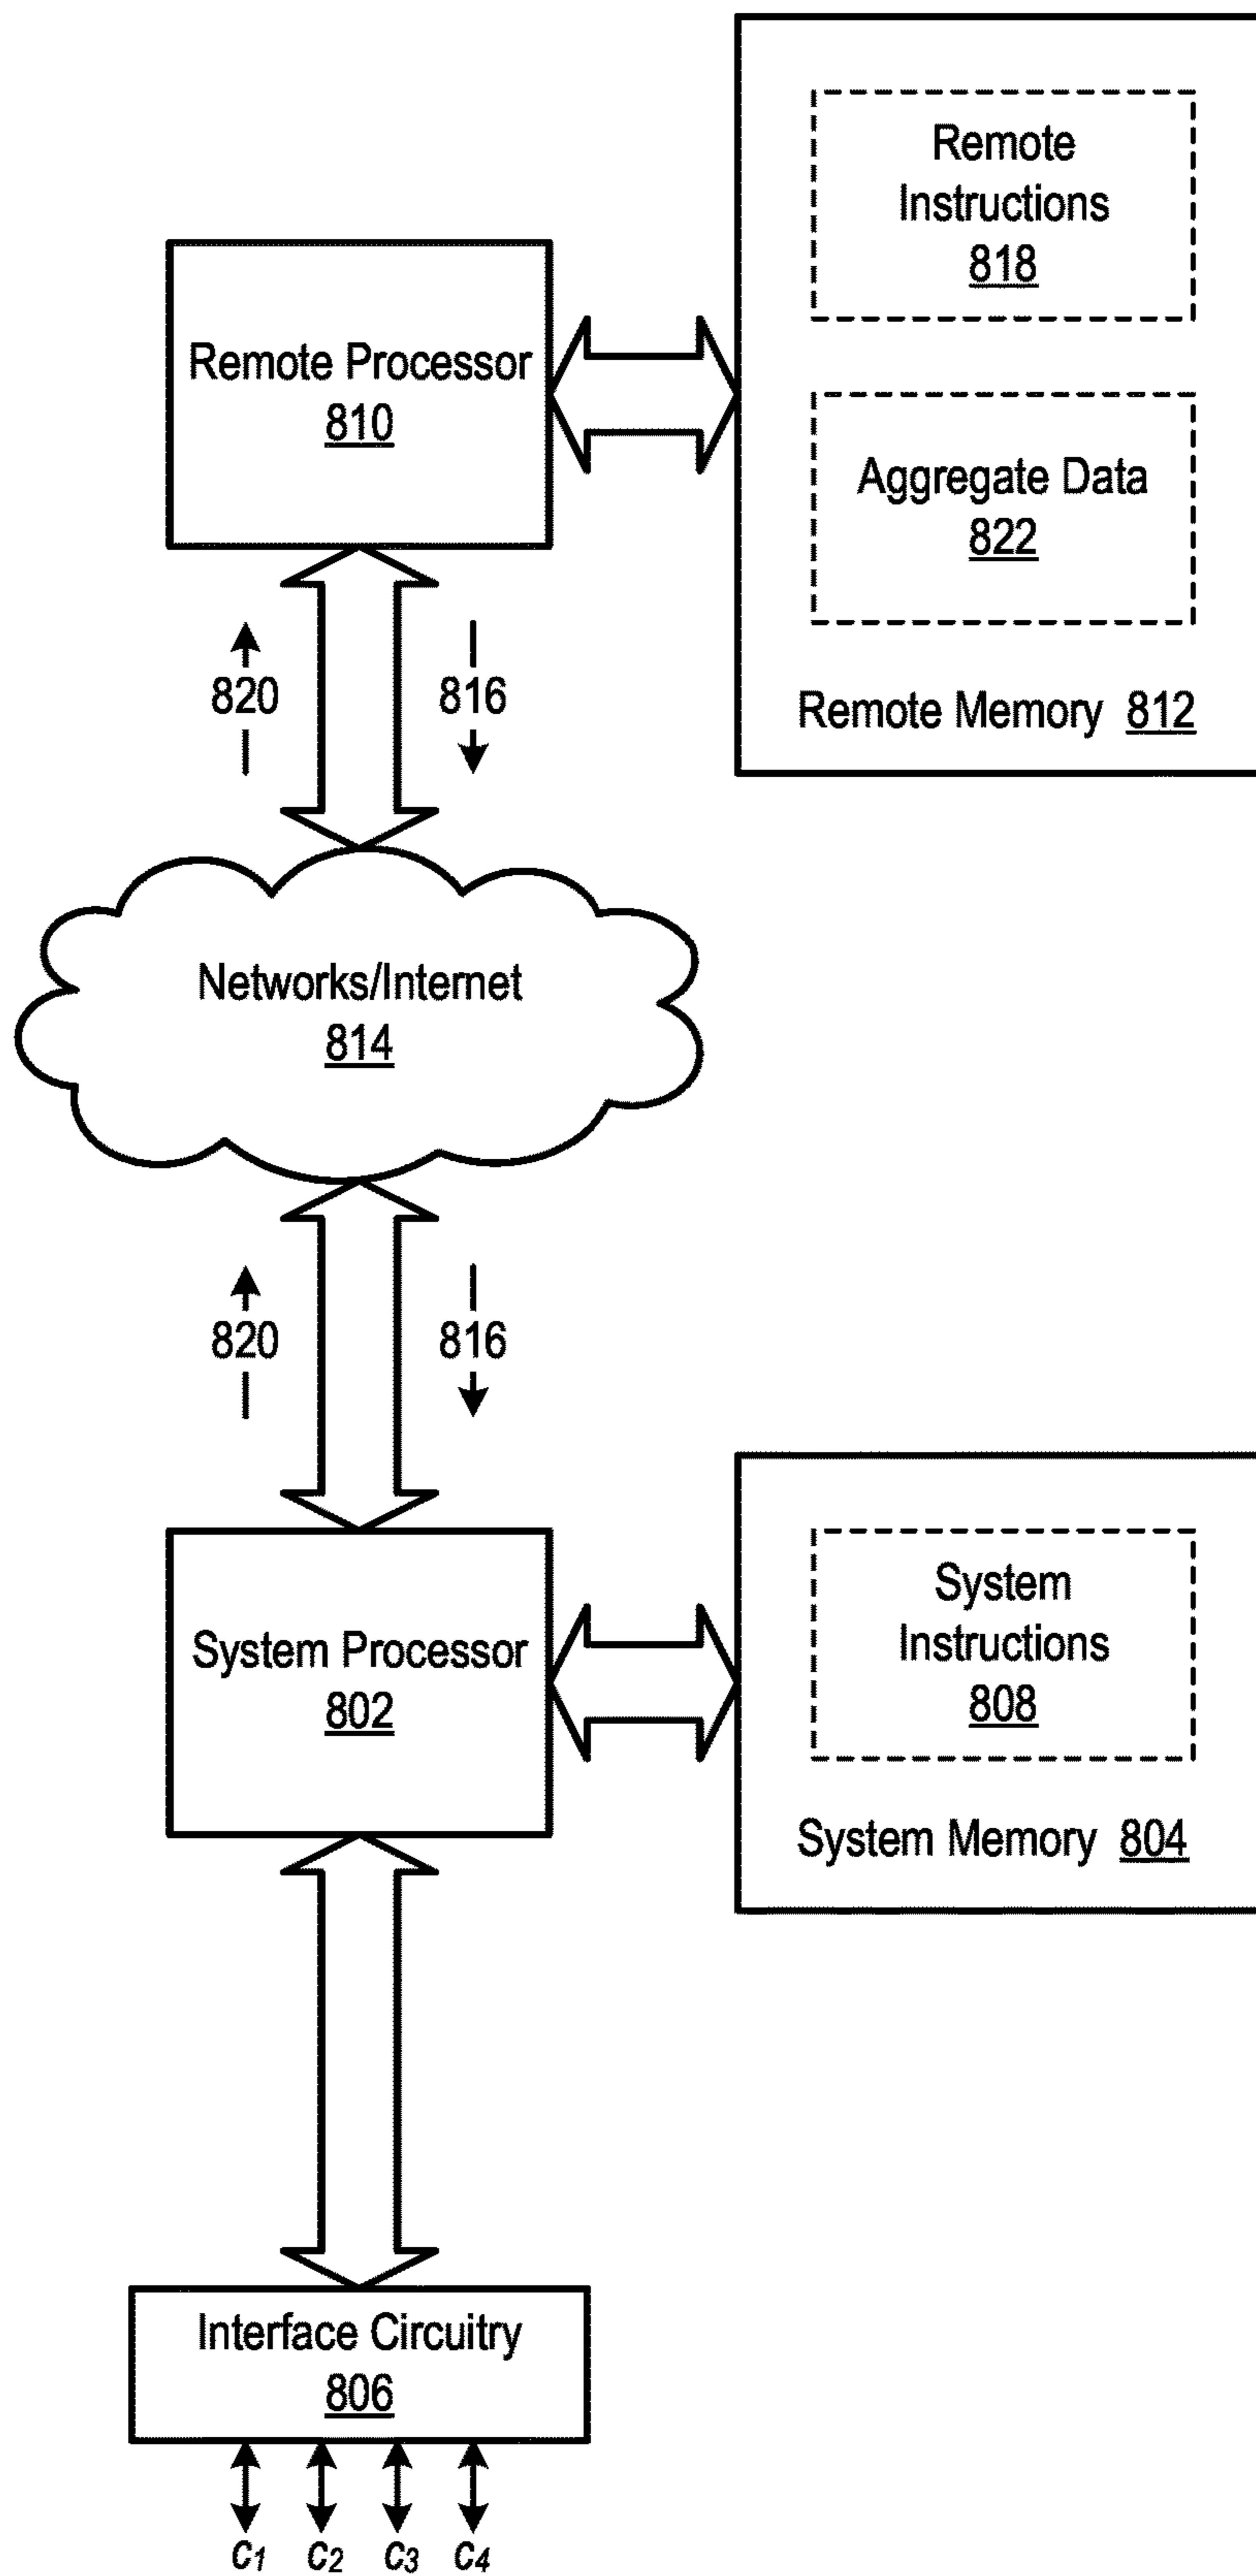 Remote
Instructions
818
Remote Processor
810
Aggregate Data
822
Remote Memory 812
820
816
Networks/Internet
814
820
816
System Processor
802
System
Instructions
808
System Memory 804
Interface Circuitry
806
c1 c2 c3 c4